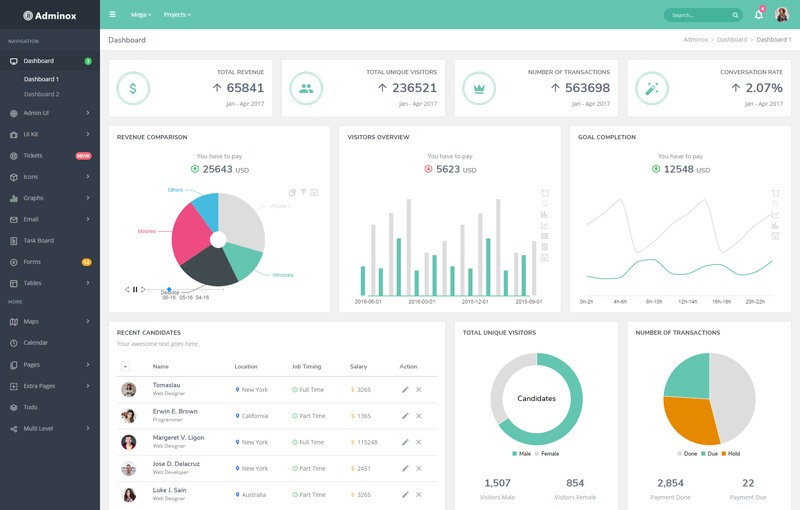 Adminox
Mega
Projects
Search...
4
NAVIGATION
Dashboard
2
Dashboard 1
Dashboard 2
Admin UI
UI Kit
Tickets
NEW
Icons
Graphs
Email
Task Board
Forms
12
Tables
MORE
Maps
Calendar
Pages
Extra Pages
Todo
Multi Level
Dashboard
Adminox > Dashboard > Dashboard 1
TOTAL REVENUE
65841
Jan - Apr 2017
TOTAL UNIQUE VISITORS
236521
Jan - Apr 2017
NUMBER OF TRANSACTIONS
563698
Jan - Apr 2017
CONVERSATION RATE
2.07%
Jan - Apr 2017
REVENUE COMPARISON
You have to pay
25643 USD
Others
iPhone 7
Mobiles
Windows
Desktop
06-16 05-16 04-16
VISITORS OVERVIEW
You have to pay
5623 USD
2016-06-01 2016-03-01 2015-12-01 2015-09-01
GOAL COMPLETION
You have to pay
12548 USD
0h-2h 4h-6h 8h-10h 12h-14h 16h-18h 20h-22h
RECENT CANDIDATES
Your awesome text goes here.
Name Location Job Timing Salary Action
Tomaslau New York Full Time $ 3265
Web Designer
Erwin E. Brown California Part Time $ 1365
Programmer
Margeret V. Ligon New York Full Time $ 115248
Web Designer
Jose D. Delacruz New York Part Time $ 2451
Web Developer
Luke J. Sain Australia Part Time $ 3265
Web Designer
TOTAL UNIQUE VISITORS
Candidates
Male Female
1,507 854
Visitors Male Visitors Female
NUMBER OF TRANSACTIONS
Done Due Hold
2,854 22
Payment Done Payment Due